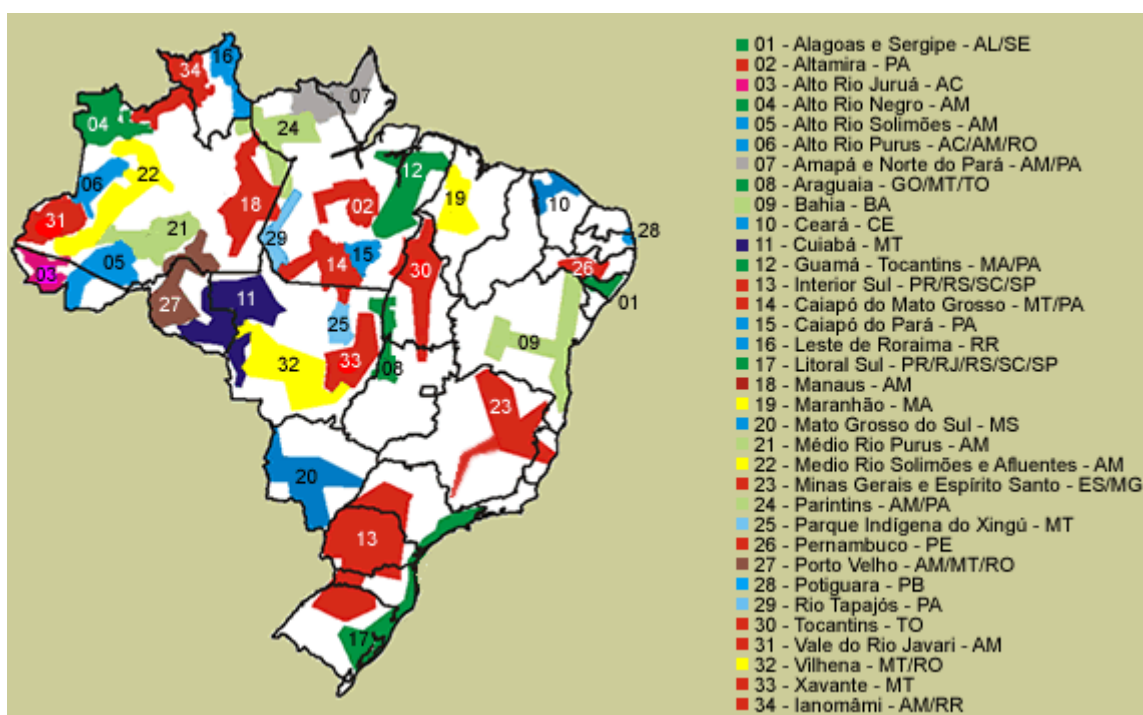 34
16
07
04
24
22
12
06
19
18
02
10
31
28
21
29
03
05
15
14
30
26
01
27
11
25
09
32
33
08
23
20
13
17
01 - Alagoas e Sergipe - AL/SE
02 - Altamira - PA
03 - Alto Rio Juruá - AC
04 - Alto Rio Negro - AM
05 - Alto Rio Solimões - AM
06 - Alto Rio Purus - AC/AM/RO
07 - Amapá e Norte do Pará - AM/PA
08 - Araguaia - GO/MT/TO
09 - Bahia - BA
10 - Ceará - CE
11 - Cuiabá - MT
12 - Guamá - Tocantins - MA/PA
13 - Interior Sul - PR/RS/SC/SP
14 - Caiapó do Mato Grosso - MT/PA
15 - Caiapó do Pará - PA
16 - Leste de Roraima - RR
17 - Litoral Sul - PR/RJ/RS/SC/SP
18 - Manaus - AM
19 - Maranhão - MA
20 - Mato Grosso do Sul - MS
21 - Médio Rio Purus - AM
22 - Medio Rio Solimões e Afluentes - AM
23 - Minas Gerais e Espírito Santo - ES/MG
24 - Parintins - AM/PA
25 - Parque Indígena do Xingú - MT
26 - Pernambuco - PE
27 - Porto Velho - AM/MT/RO
28 - Potiguara - PB
29 - Rio Tapajós - PA
30 - Tocantins - TO
31 - Vale do Rio Javari - AM
32 - Vilhena - MT/RO
33 - Xavante - MT
34 - Ianomâmi - AM/RR